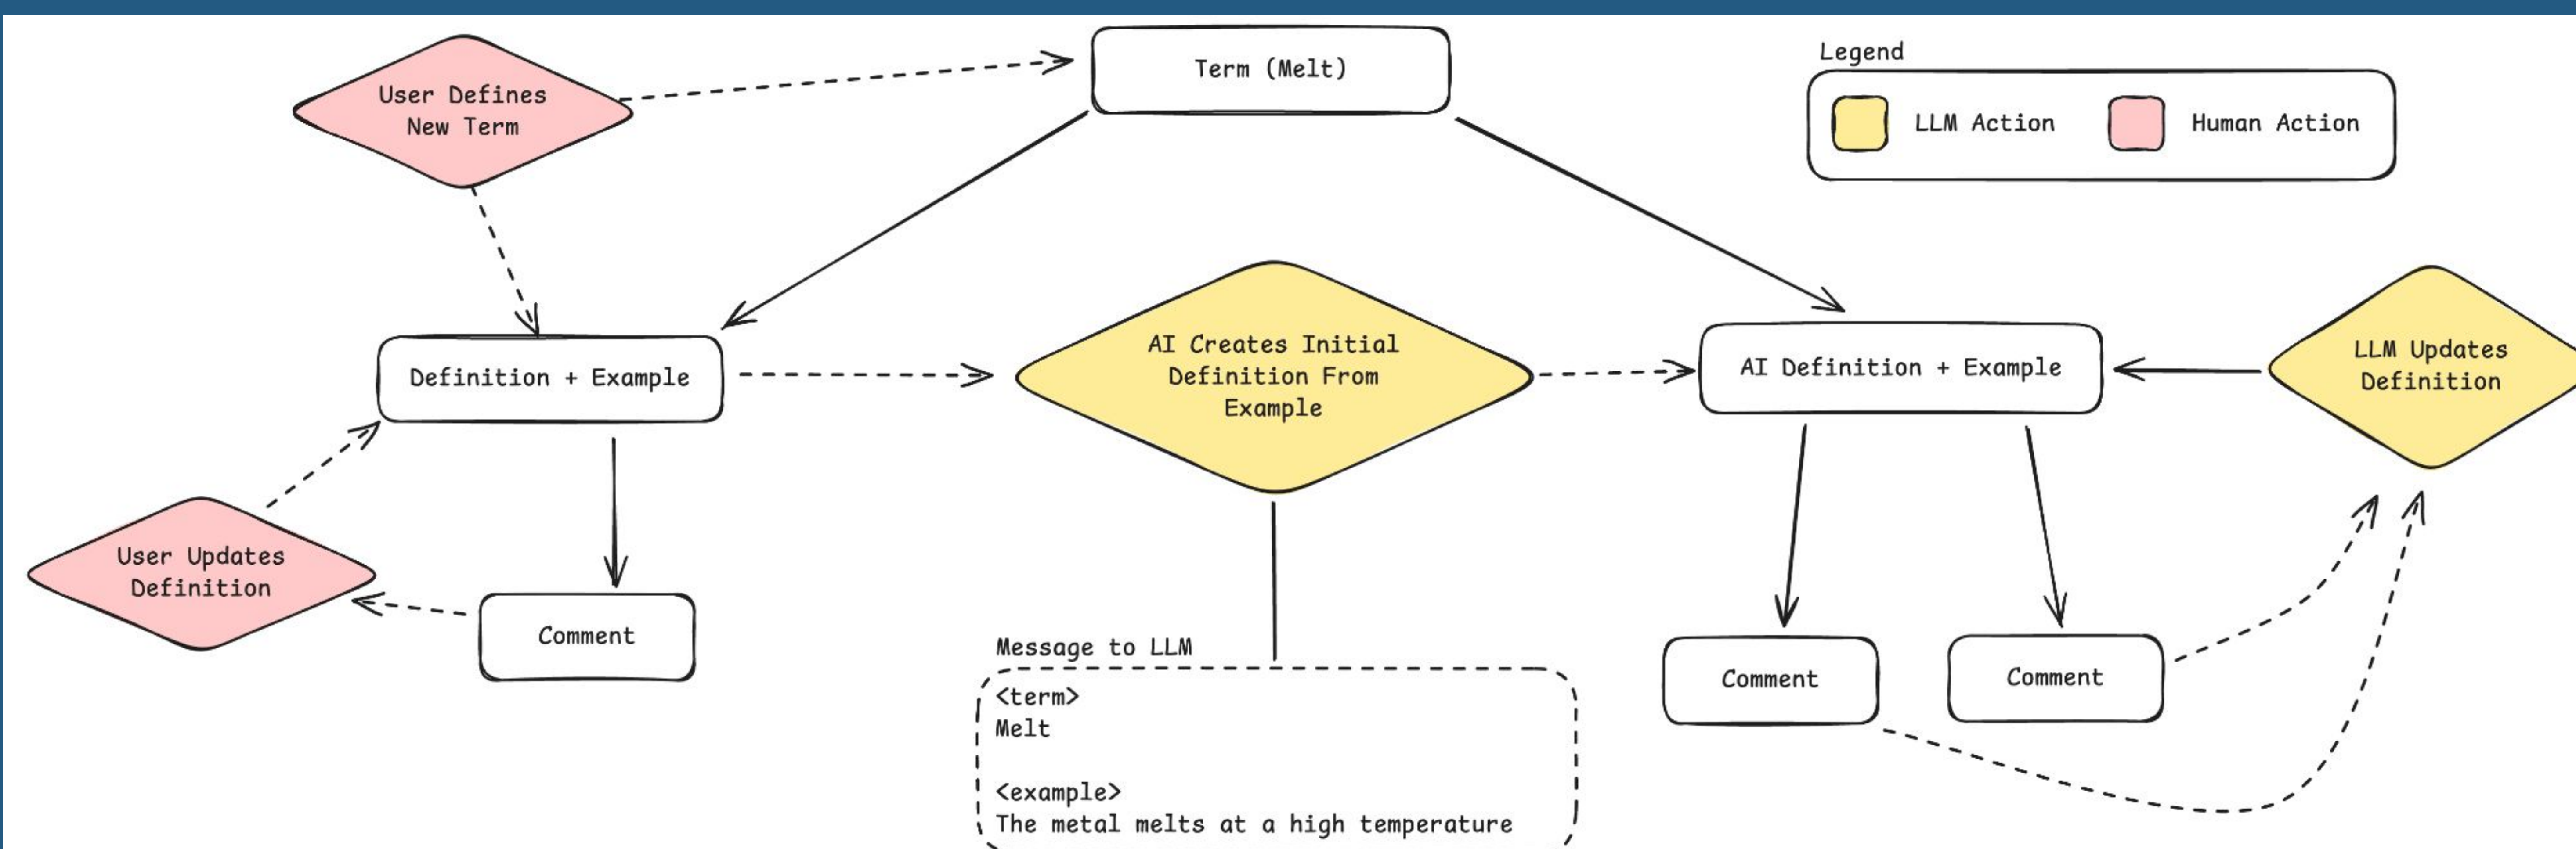 User Defines
New Term
Term (Melt)
Legend
LLM Action
Human Action
Definition + Example
AI Creates Initial
Definition From
Example
AI Definition + Example
LLM Updates
Definition
User Updates
Definition
Comment
Message to LLM
<term>
Melt
<example>
The metal melts at a high temperature
Comment
Comment